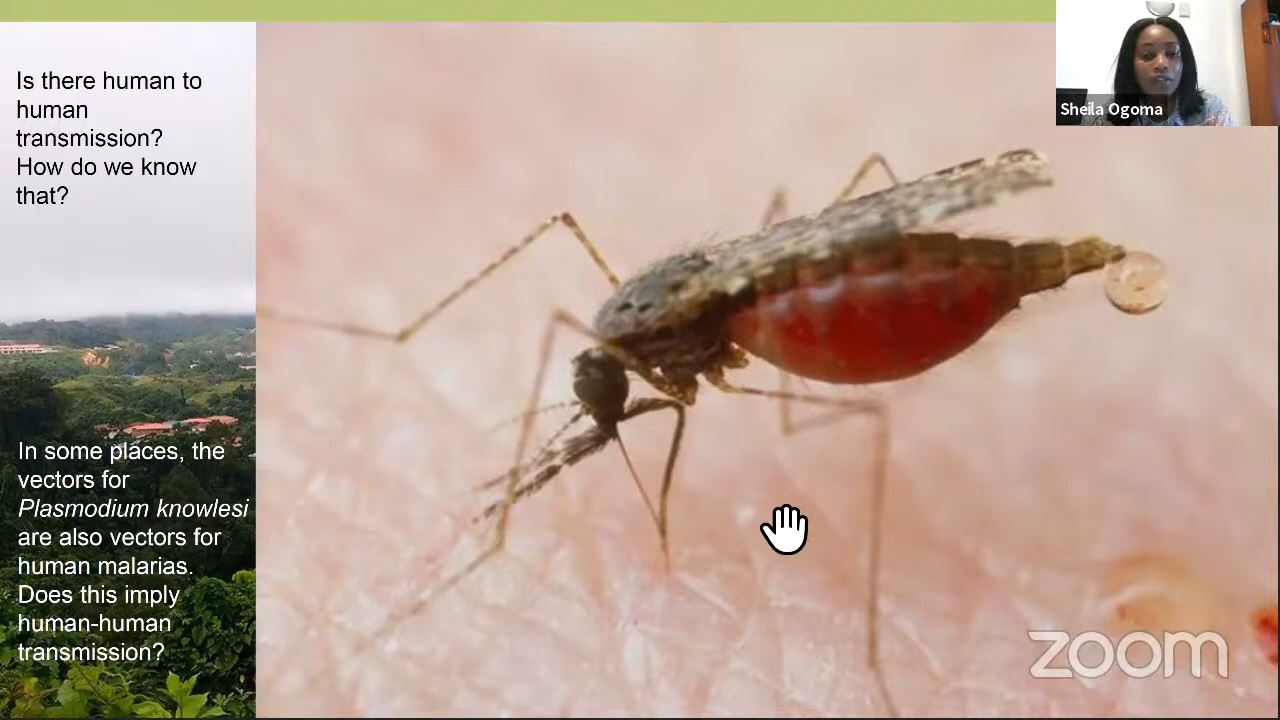 Is there human to
human
transmission?
How do we know
that?
Sheila Ogoma
In some places, the
vectors for
Plasmodium knowlesi
are also vectors for
human malarias.
Does this imply
human-human
transmission?
zoom